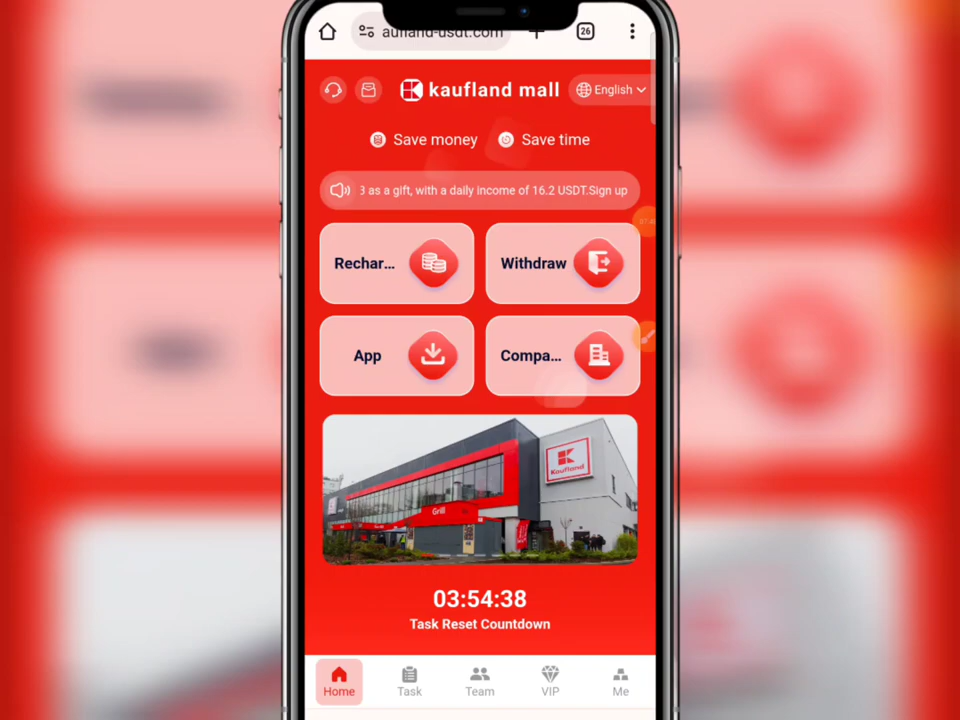 aufland-usdt.com
26
kaufland mall
English
Save money
Save time
3 as a gift, with a daily income of 16.2 USDT.Sign up
Rechar...
Withdraw
App
Compa...
Kaufland
Grill
03:54:38
Task Reset Countdown
Home
Task
Team
VIP
Me